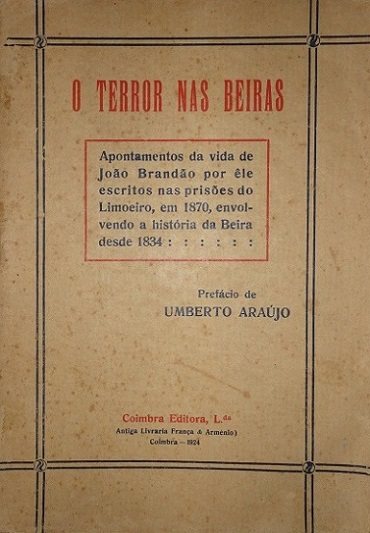 O TERROR NAS BEIRAS
Apontamentos da vida de
João Brandão por êle
escritos nas prisões do
Limoeiro, em 1870, envol-
vendo a história da Beira
desde 1834 : : : : : :
Prefácio de
UMBERTO ARAÚJO
Coimbra Editora, L.da
Antiga Livraria França & Arménio)
Coimbra — 1924